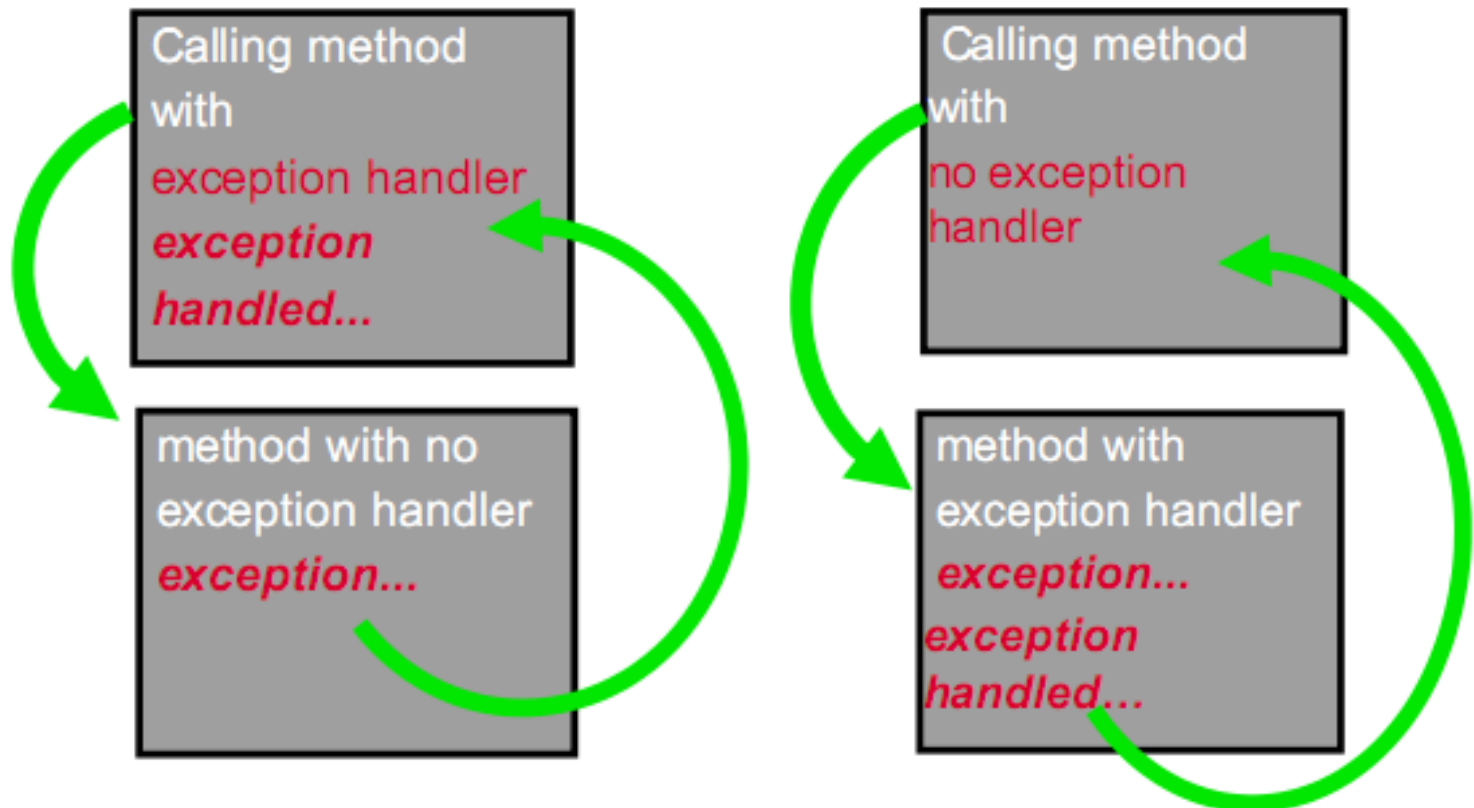 Calling method
with
exception handler
exception
handled...
method with no
exception handler
exception...
Calling method
with
no exception
handler
method with
exception handler
exception...
exception
handled...